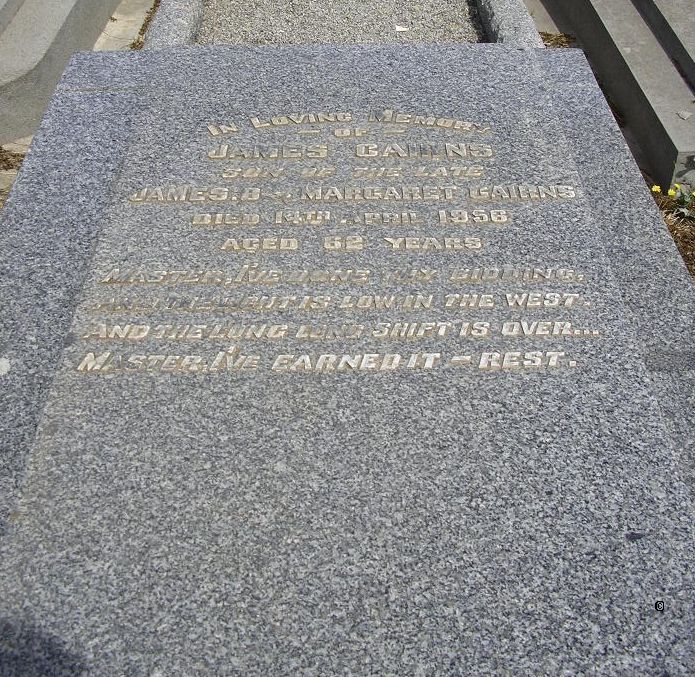 IN LOVING MEMORY
– OF –
JAMES CAIRNS
SON OF THE LATE
JAMES. D MARGARET CAIRNS
DIED 14TH APRIL 1956
AGED 62 YEARS
MASTER, I'VE DONE THY BIDDING,
LIGHT IS LOW IN THE WEST.
AND THE LONG LONG SHIFT IS OVER...
MASTER, I'VE EARNED IT – REST.